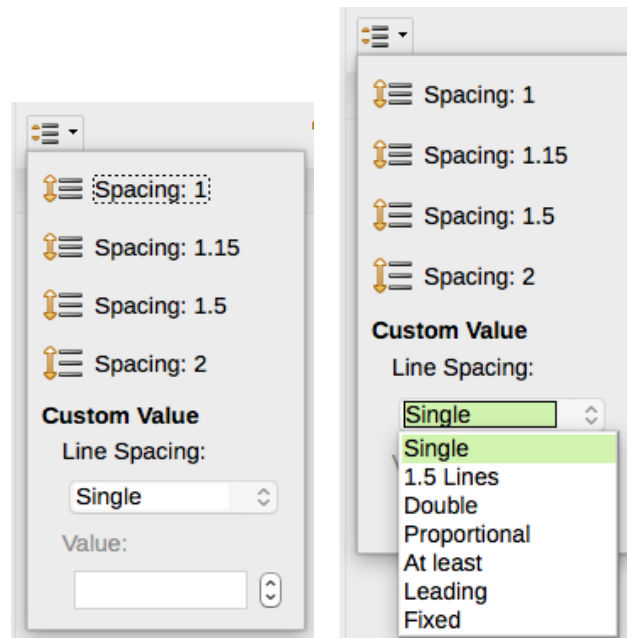 Spacing: 1
Spacing: 1.15
Spacing: 1.5
Spacing: 2
Custom Value
Line Spacing:
Single
Value:
Spacing: 1
Spacing: 1.15
Spacing: 1.5
Spacing: 2
Custom Value
Line Spacing:
Single
Single
1.5 Lines
Double
Proportional
At least
Leading
Fixed